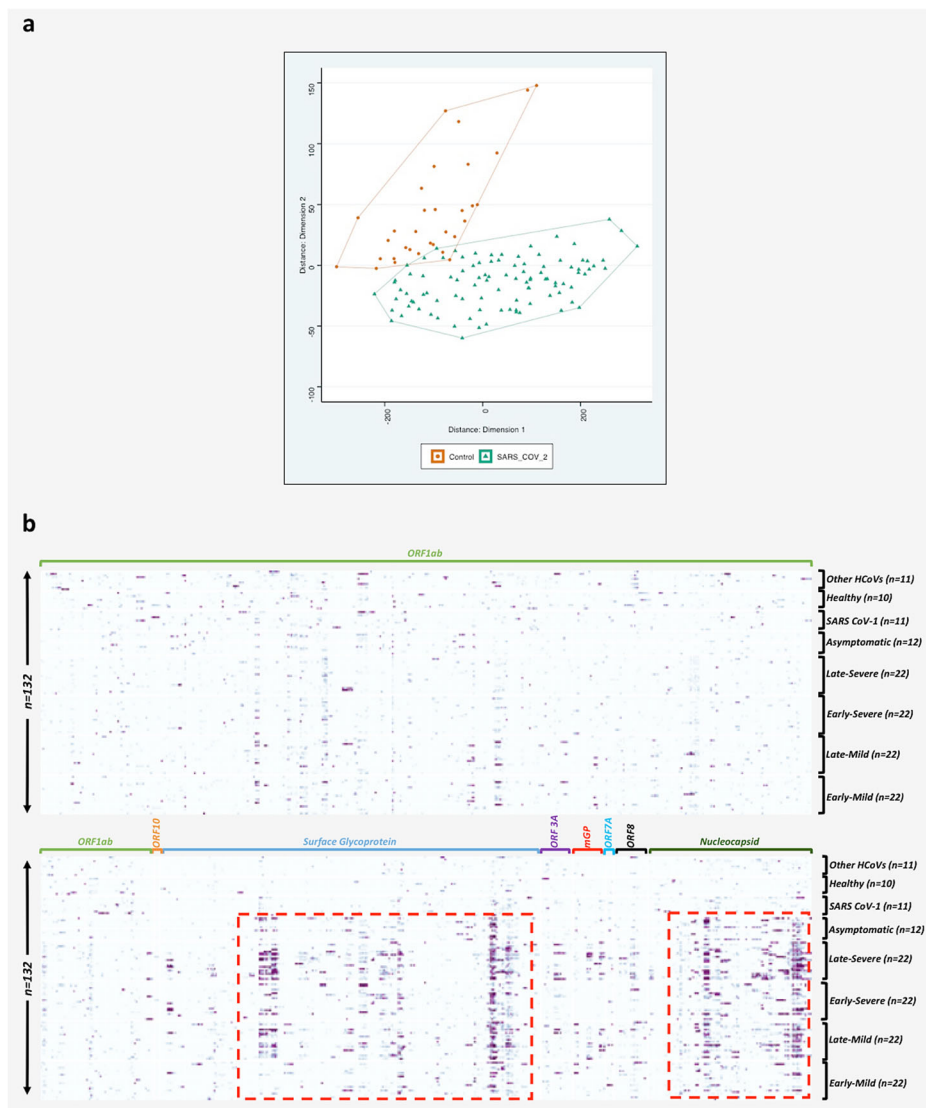 a
150
100
50
0
-50
-100
Distance: Dimension 2
-200
0
200
Distance: Dimension 1
Control SARS_COV_2
b
ORF1ab
n=132
Other HCoVs (n=11)
Healthy (n=10)
SARS CoV-1 (n=11)
Asymptomatic (n=12)
Late-Severe (n=22)
Early-Severe (n=22)
Late-Mild (n=22)
Early-Mild (n=22)
ORF1ab ORF10 Surface Glycoprotein ORF 3A mGP ORF7A ORF8 Nucleocapsid
n=132
Other HCoVs (n=11)
Healthy (n=10)
SARS CoV-1 (n=11)
Asymptomatic (n=12)
Late-Severe (n=22)
Early-Severe (n=22)
Late-Mild (n=22)
Early-Mild (n=22)